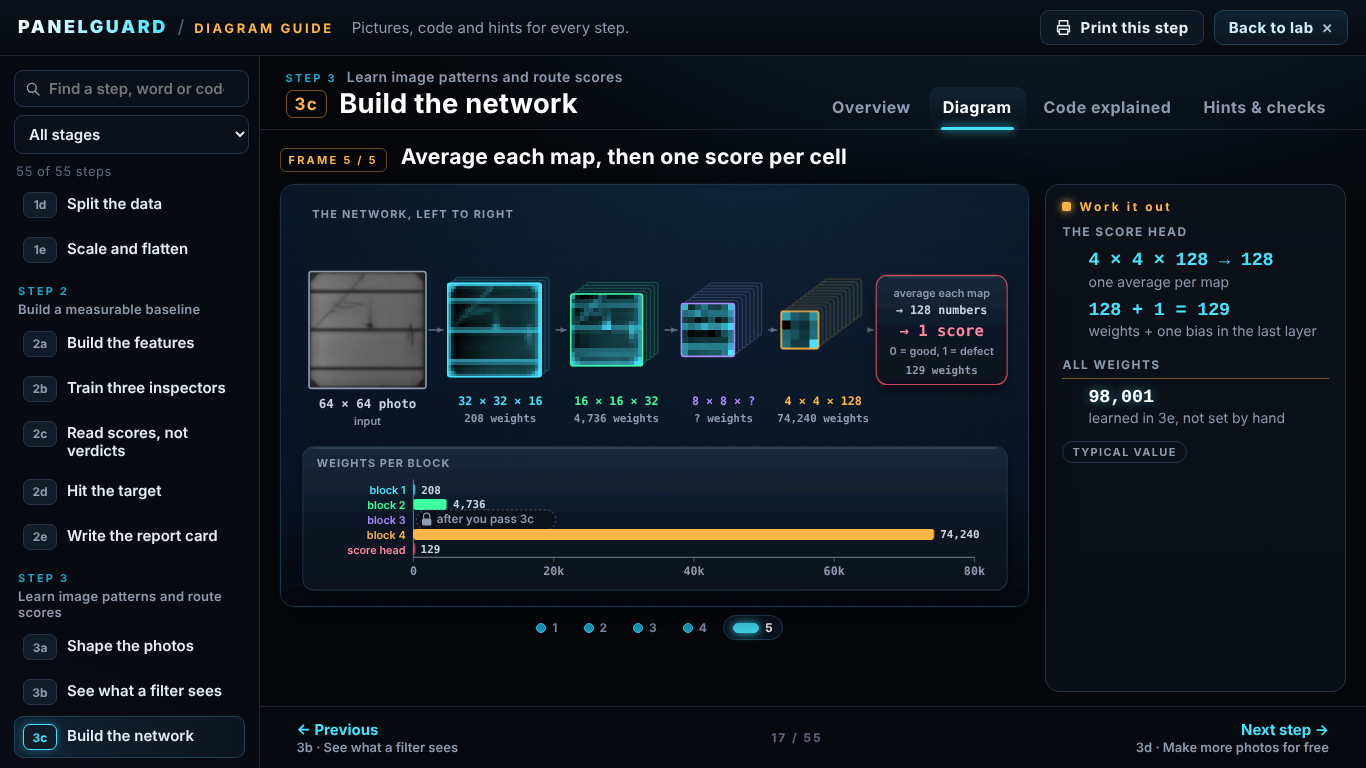 PANELGUARD / DIAGRAM GUIDE Pictures, code and hints for every step.
Print this step
Back to lab ×
Find a step, word or cod
All stages
55 of 55 steps
1d Split the data
1e Scale and flatten
STEP 2
Build a measurable baseline
2a Build the features
2b Train three inspectors
2c Read scores, not
verdicts
2d Hit the target
2e Write the report card
STEP 3
Learn image patterns and route
scores
3a Shape the photos
3b See what a filter sees
3c Build the network
STEP 3 Learn image patterns and route scores
3c Build the network
Overview
Diagram
Code explained
Hints & checks
FRAME 5 / 5 Average each map, then one score per cell
THE NETWORK, LEFT TO RIGHT
64 × 64 photo
input
32 × 32 × 16
208 weights
16 × 16 × 32
4,736 weights
8 × 8 × ?
? weights
4 × 4 × 128
74,240 weights
average each map
→ 128 numbers
→ 1 score
0 = good, 1 = defect
129 weights
WEIGHTS PER BLOCK
block 1 208
block 2 4,736
block 3 after you pass 3c
block 4 74,240
score head 129
0 20k 40k 60k 80k
1 2 3 4 5
Work it out
THE SCORE HEAD
4 × 4 × 128 → 128
one average per map
128 + 1 = 129
weights + one bias in the last layer
ALL WEIGHTS
98,001
learned in 3e, not set by hand
TYPICAL VALUE
← Previous
3b · See what a filter sees
17 / 55
Next step →
3d · Make more photos for free